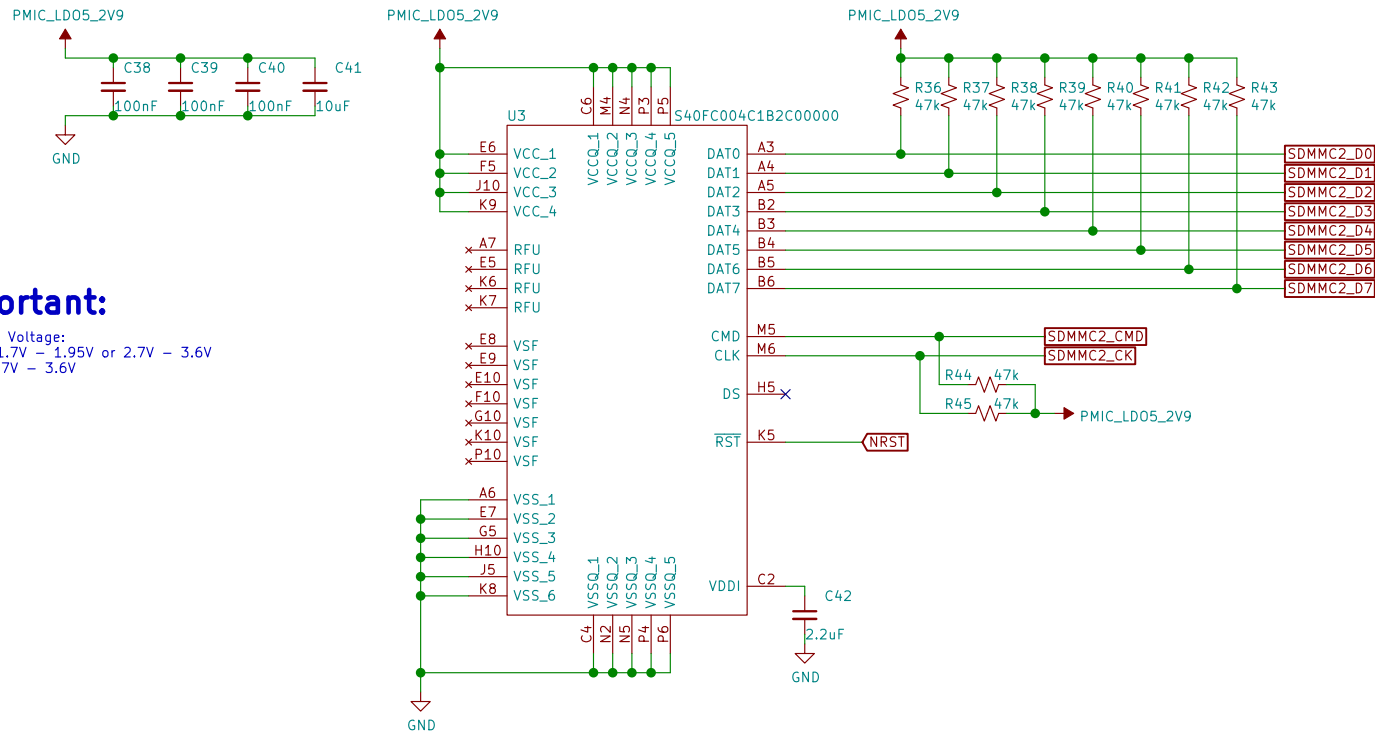 PMIC_LDO5_2V9
PMIC_LDO5_2V9
PMIC_LDO5_2V9
C38
C39
C40
C41
100nF
100nF
100nF
10uF
GND
R36
R37
R38
R39
R40
R41
R42
R43
47k
47k
47k
47k
47k
47k
47k
47k
U3
S40FC004C1B2C00000
C6
M4
N4
P3
P5
VCCQ_1
VCCQ_2
VCCQ_3
VCCQ_4
VCCQ_5
E6 VCC_1
F5 VCC_2
J10 VCC_3
K9 VCC_4
A7 RFU
E5 RFU
K6 RFU
K7 RFU
E8 VSF
E9 VSF
E10 VSF
F10 VSF
G10 VSF
K10 VSF
P10 VSF
A6 VSS_1
E7 VSS_2
G5 VSS_3
H10 VSS_4
J5 VSS_5
K8 VSS_6
DAT0 A3 SDMMC2_D0
DAT1 A4 SDMMC2_D1
DAT2 A5 SDMMC2_D2
DAT3 B2 SDMMC2_D3
DAT4 B3 SDMMC2_D4
DAT5 B4 SDMMC2_D5
DAT6 B5 SDMMC2_D6
DAT7 B6 SDMMC2_D7
CMD M5 SDMMC2_CMD
CLK M6 SDMMC2_CK
R44 47k
R45 47k
PMIC_LDO5_2V9
DS H5
RST K5 NRST
VDDI C2
C42
2.2uF
GND
VSSQ_1
VSSQ_2
VSSQ_3
VSSQ_4
VSSQ_5
C4
N2
N5
P4
P6
GND
ortant:
Voltage:
1.7V - 1.95V or 2.7V - 3.6V
7V - 3.6V